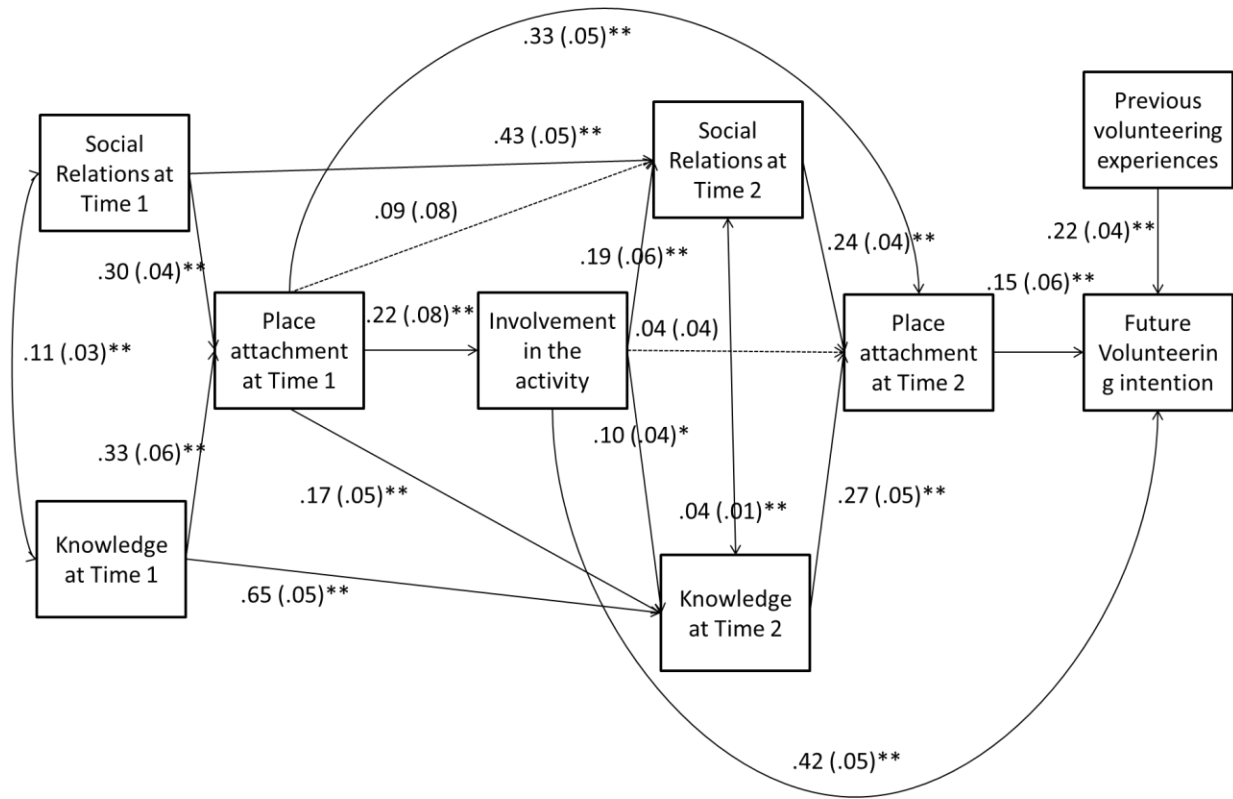 .33 (.05)**
Previous
volunteering
experiences
Social
Relations at
Time 1
.43 (.05)**
Social
Relations at
Time 2
.09 (.08)
.22 (.04)**
.30 (.04)**
.19 (.06)**
.24 (.04)**
.15 (.06)**
.11 (.03)**
Place
attachment
at Time 1
.22 (.08)**
Involvement
in the
activity
.04 (.04)
Place
attachment
at Time 2
Future
Volunteerin
g intention
.33 (.06)**
.10 (.04)*
.17 (.05)**
.04 (.01)**
.27 (.05)**
Knowledge
at Time 1
.65 (.05)**
Knowledge
at Time 2
.42 (.05)**